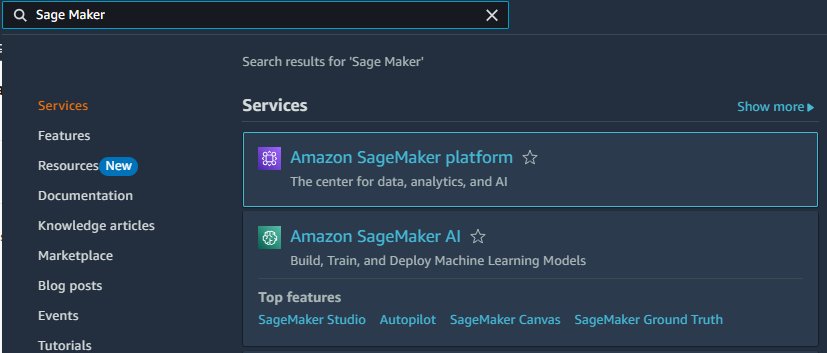 Sage Maker
Search results for 'Sage Maker'
Services
Features
Resources New
Documentation
Knowledge articles
Marketplace
Blog posts
Events
Tutorials
Services
Show more
Amazon SageMaker platform
The center for data, analytics, and AI
Amazon SageMaker AI
Build, Train, and Deploy Machine Learning Models
Top features
SageMaker Studio Autopilot SageMaker Canvas SageMaker Ground Truth